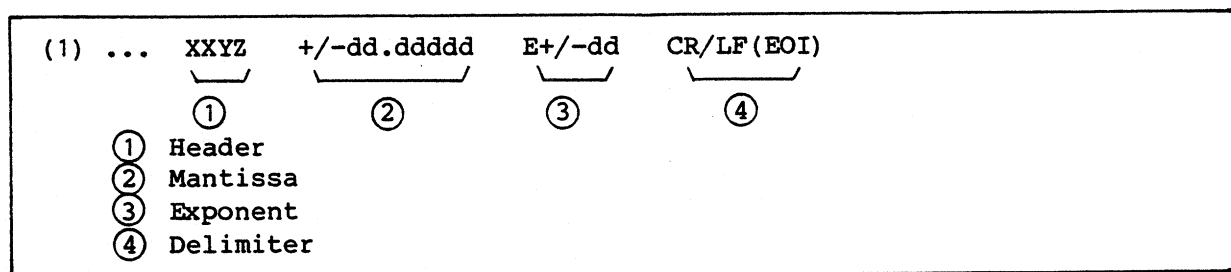 (1) ... XXYZ +/-dd.ddddd E+/-dd CR/LF(EOI)
① ② ③ ④
① Header
② Mantissa
③ Exponent
④ Delimiter